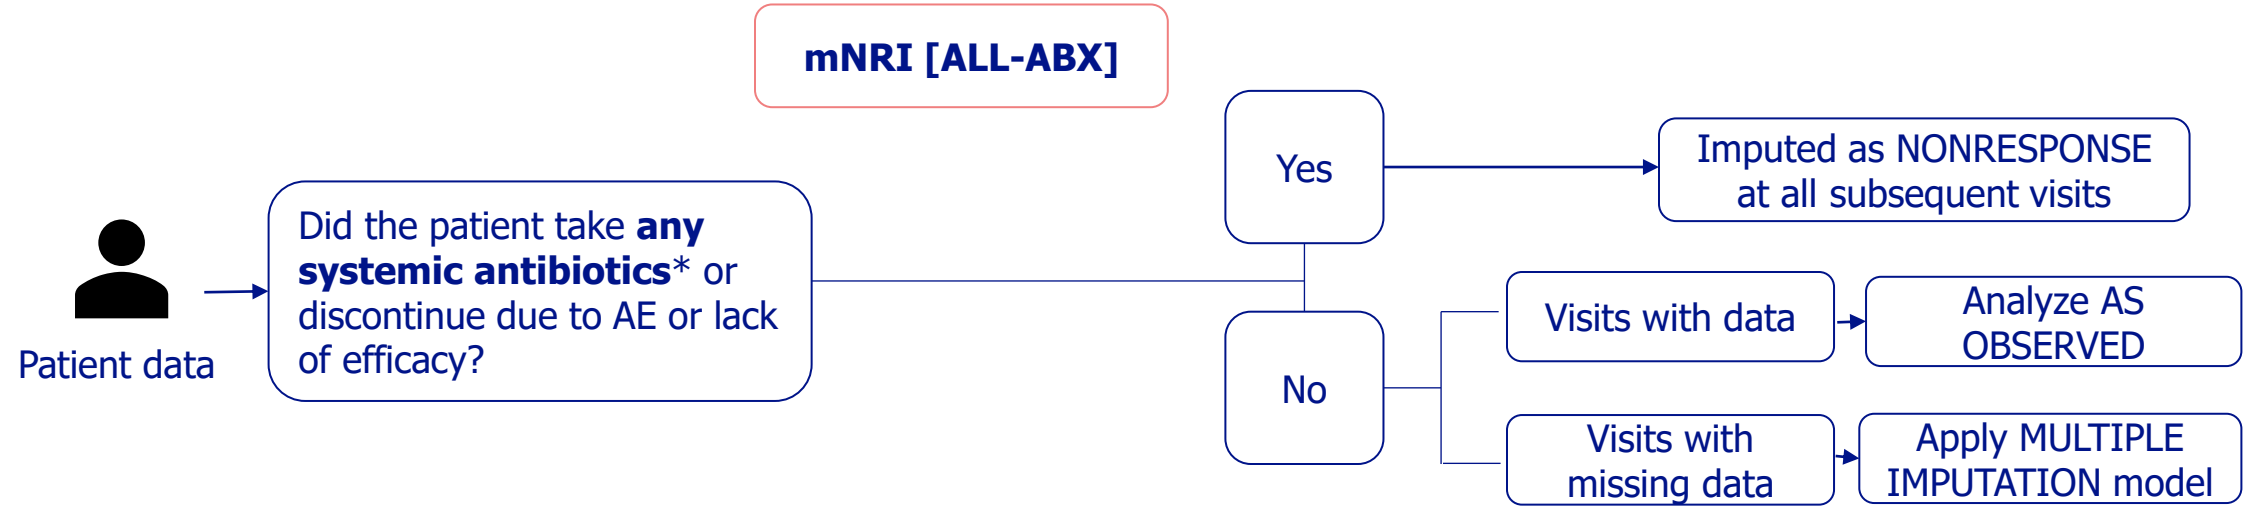 mNRI [ALL-ABX]
Patient data
Did the patient take any
systemic antibiotics* or
discontinue due to AE or lack
of efficacy?
Yes
Imputed as NONRESPONSE
at all subsequent visits
No
Visits with data
Analyze AS
OBSERVED
Visits with
missing data
Apply MULTIPLE
IMPUTATION model